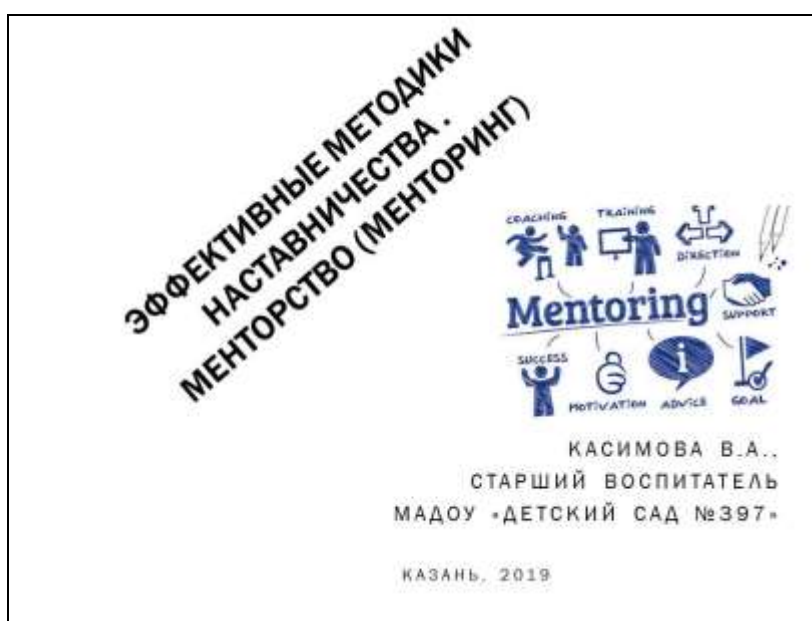 ЭФФЕКТИВНЫЕ МЕТОДИКИ
НАСТАВНИЧЕСТВА .
МЕНТОРСТВО (МЕНТОРИНГ)
COACHING
TRAINING
DIRECTION
Mentoring
SUPPORT
SUCCESS
MOTIVATION
ADVICE
GOAL
КАСИМОВА В.А.,
СТАРШИЙ ВОСПИТАТЕЛЬ
МАДОУ «ДЕТСКИЙ САД №397»
КАЗАНЬ, 2019